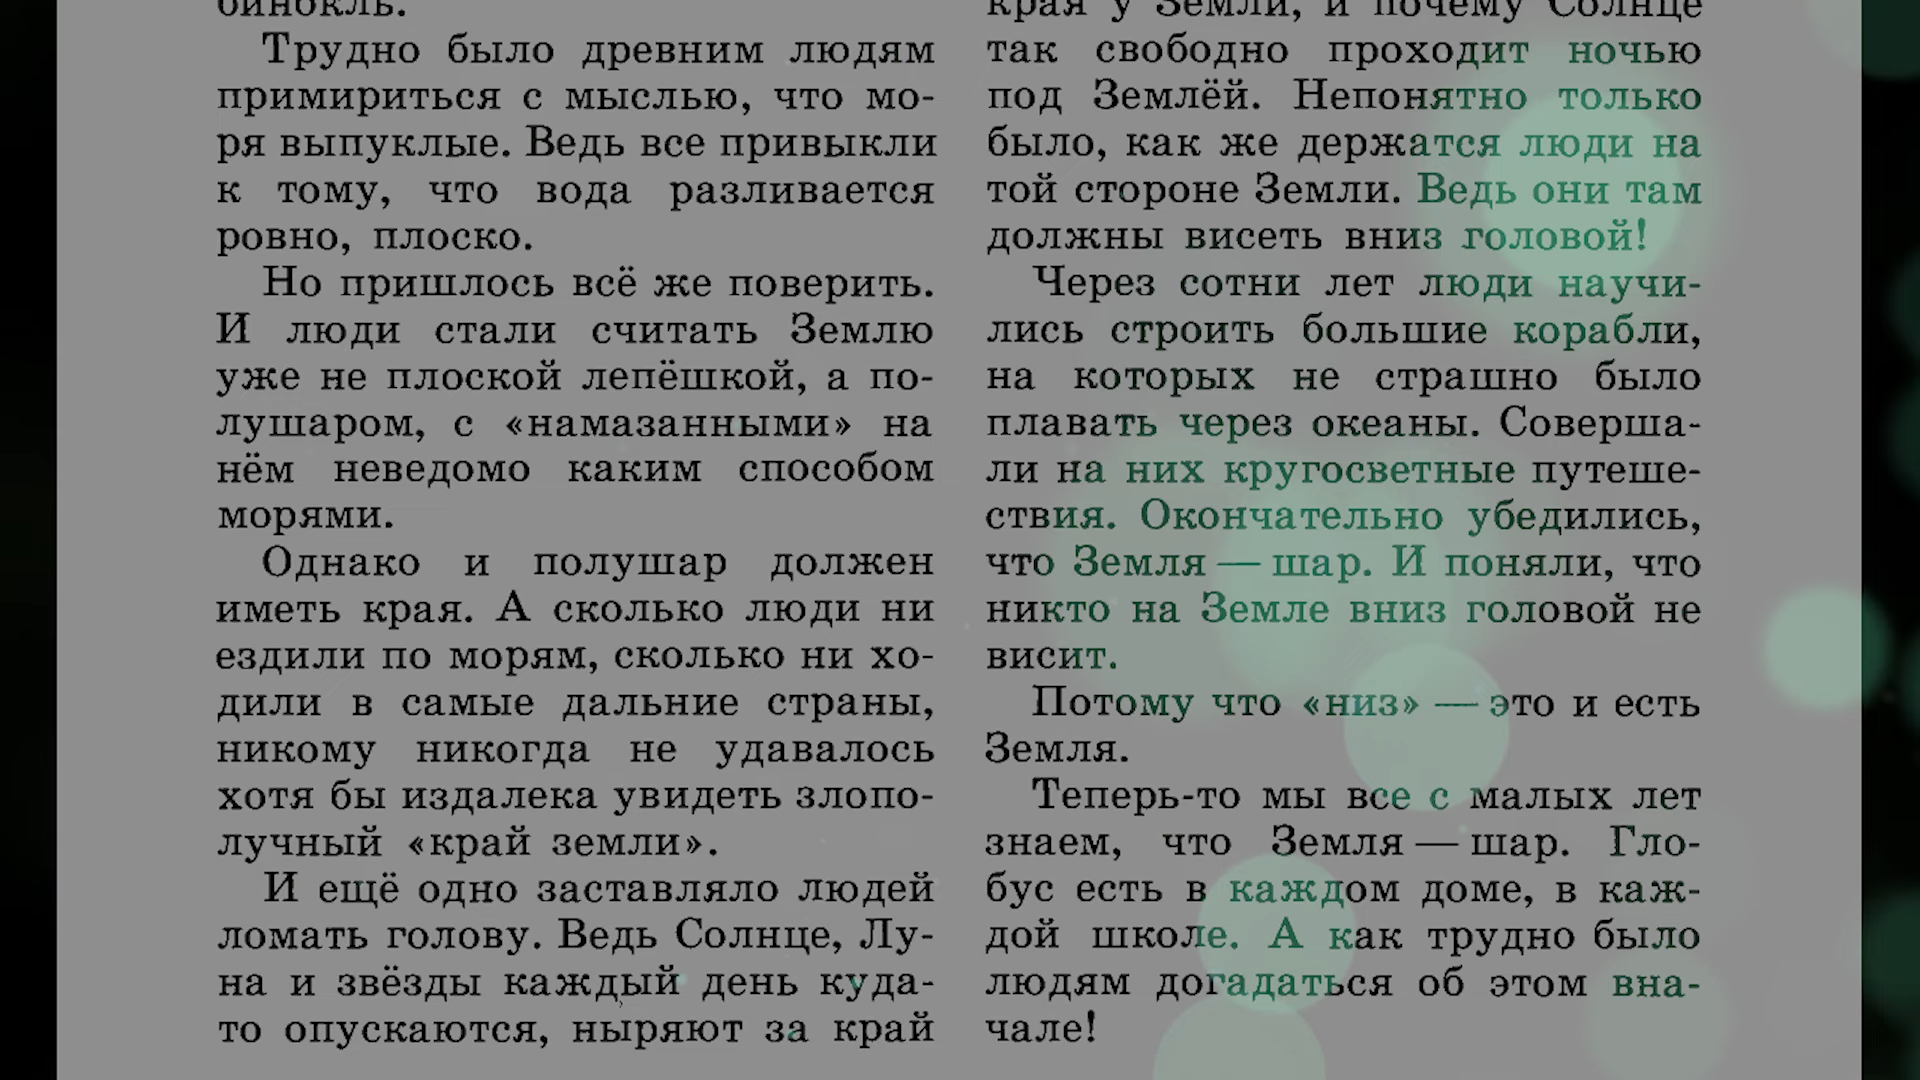 бинокль.
Трудно было древним людям
примириться с мыслью, что мо-
ря выпуклые. Ведь все привыкли
к тому, что вода разливается
ровно, плоско.
Но пришлось всё же поверить.
И люди стали считать Землю
уже не плоской лепёшкой, а по-
лушаром, с «намазанными» на
нём неведомо каким способом
морями.
Однако и полушар должен
иметь края. А сколько люди ни
ездили по морям, сколько ни хо-
дили в самые дальние страны,
никому никогда не удавалось
хотя бы издалека увидеть злопо-
лучный «край земли».
И ещё одно заставляло людей
ломать голову. Ведь Солнце, Лу-
на и звёзды каждый день куда-
то опускаются, ныряют за край
края у Земли, и почему Солнце
так свободно проходит ночью
под Землёй. Непонятно только
было, как же держатся люди на
той стороне Земли. Ведь они там
должны висеть вниз головой!
Через сотни лет люди научи-
лись строить большие корабли,
на которых не страшно было
плавать через океаны. Соверша-
ли на них кругосветные путеше-
ствия. Окончательно убедились,
что Земля — шар. И поняли, что
никто на Земле вниз головой не
висит.
Потому что «низ» — это и есть
Земля.
Теперь-то мы все с малых лет
знаем, что Земля — шар. Гло-
бус есть в каждом доме, в каж-
дой школе. А как трудно было
людям догадаться об этом вна-
чале!